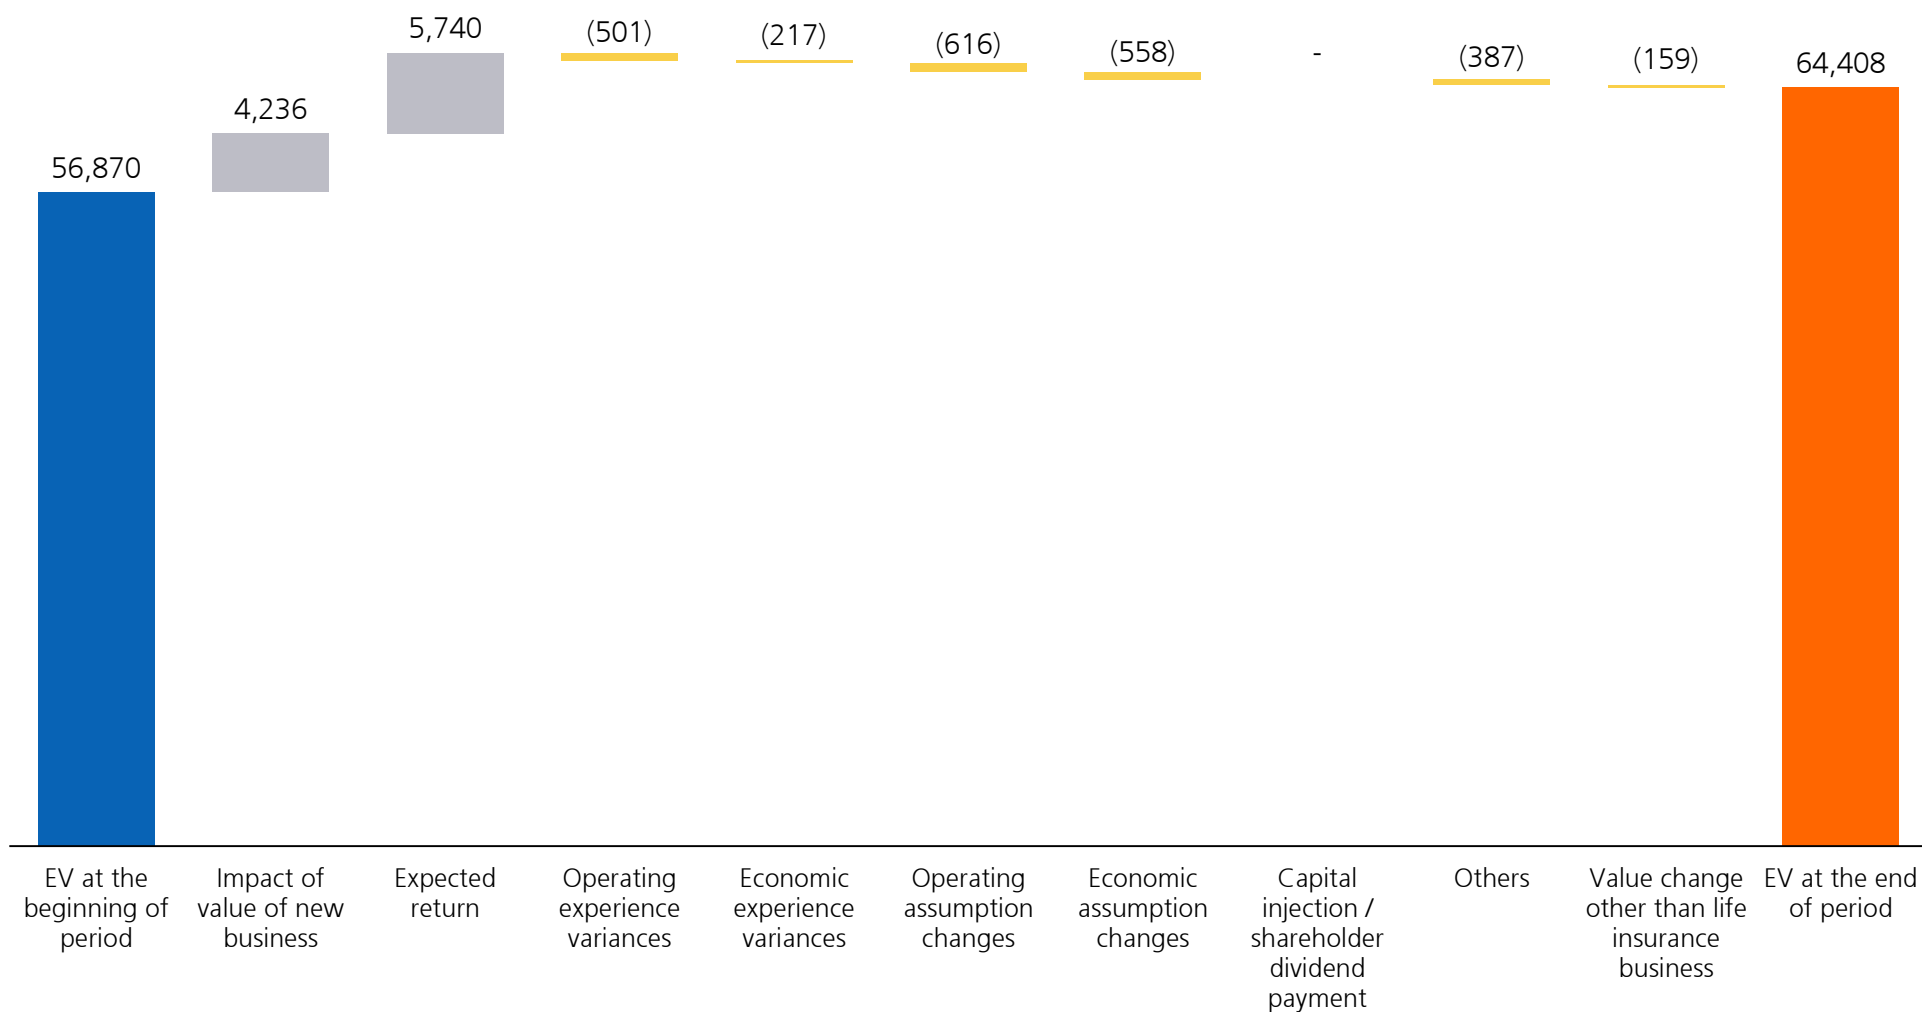 56,870
4,236
5,740
(501)
(217)
(616)
(558)
-
(387)
(159)
64,408
EV at the
beginning of
period
Impact of
value of new
business
Expected
return
Operating
experience
variances
Economic
experience
variances
Operating
assumption
changes
Economic
assumption
changes
Capital
injection /
shareholder
dividend
payment
Others
Value change
other than life
insurance
business
EV at the end
of period